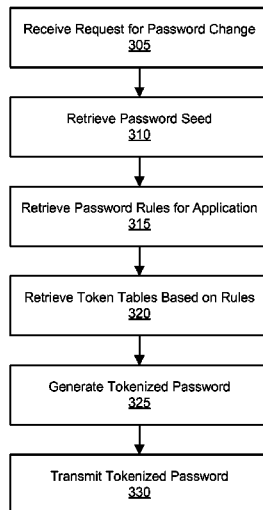 Receive Request for Password Change
305
Retrieve Password Seed
310
Retrieve Password Rules for Application
315
Retrieve Token Tables Based on Rules
320
Generate Tokenized Password
325
Transmit Tokenized Password
330